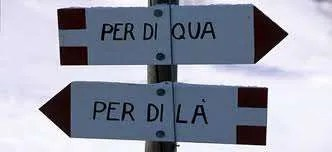 PER DI QUA
PER DI LÀ